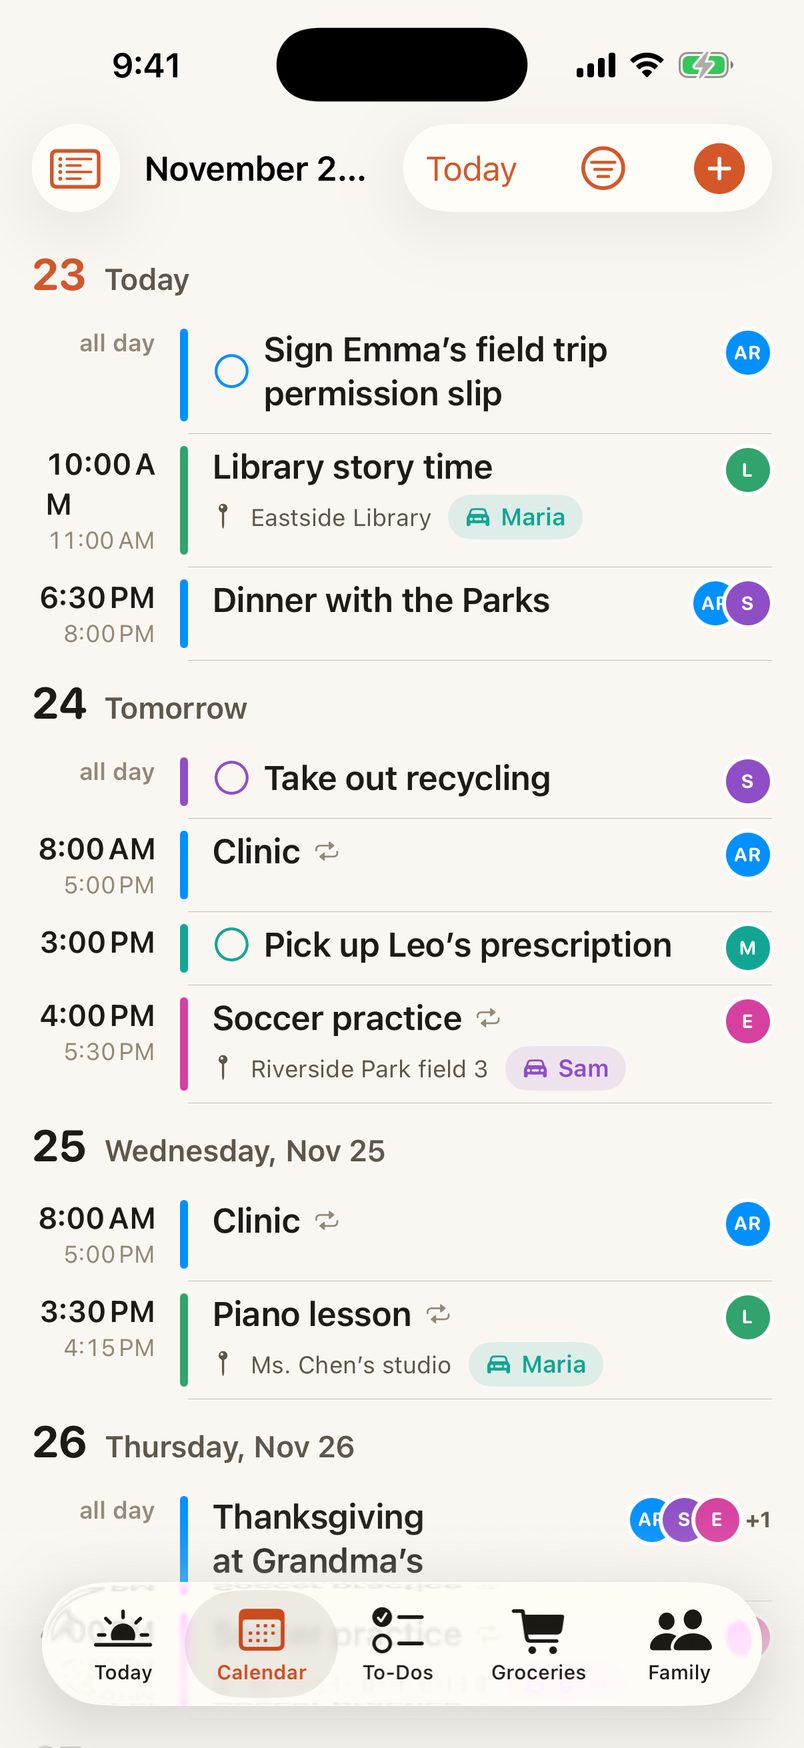 9:41
November 2...
Today
23 Today
all day
Sign Emma’s field trip
permission slip
AR
10:00 A
M
11:00 AM
Library story time
L
Eastside Library
Maria
6:30 PM
8:00 PM
Dinner with the Parks
S
24 Tomorrow
all day
Take out recycling
S
8:00 AM
5:00 PM
Clinic
AR
3:00 PM
Pick up Leo’s prescription
M
4:00 PM
5:30 PM
Soccer practice
E
Riverside Park field 3
Sam
25 Wednesday, Nov 25
8:00 AM
5:00 PM
Clinic
AR
3:30 PM
4:15 PM
Piano lesson
L
Ms. Chen’s studio
Maria
26 Thursday, Nov 26
all day
Thanksgiving
at Grandma’s
S
E
+1
Today
Calendar
To-Dos
Groceries
Family